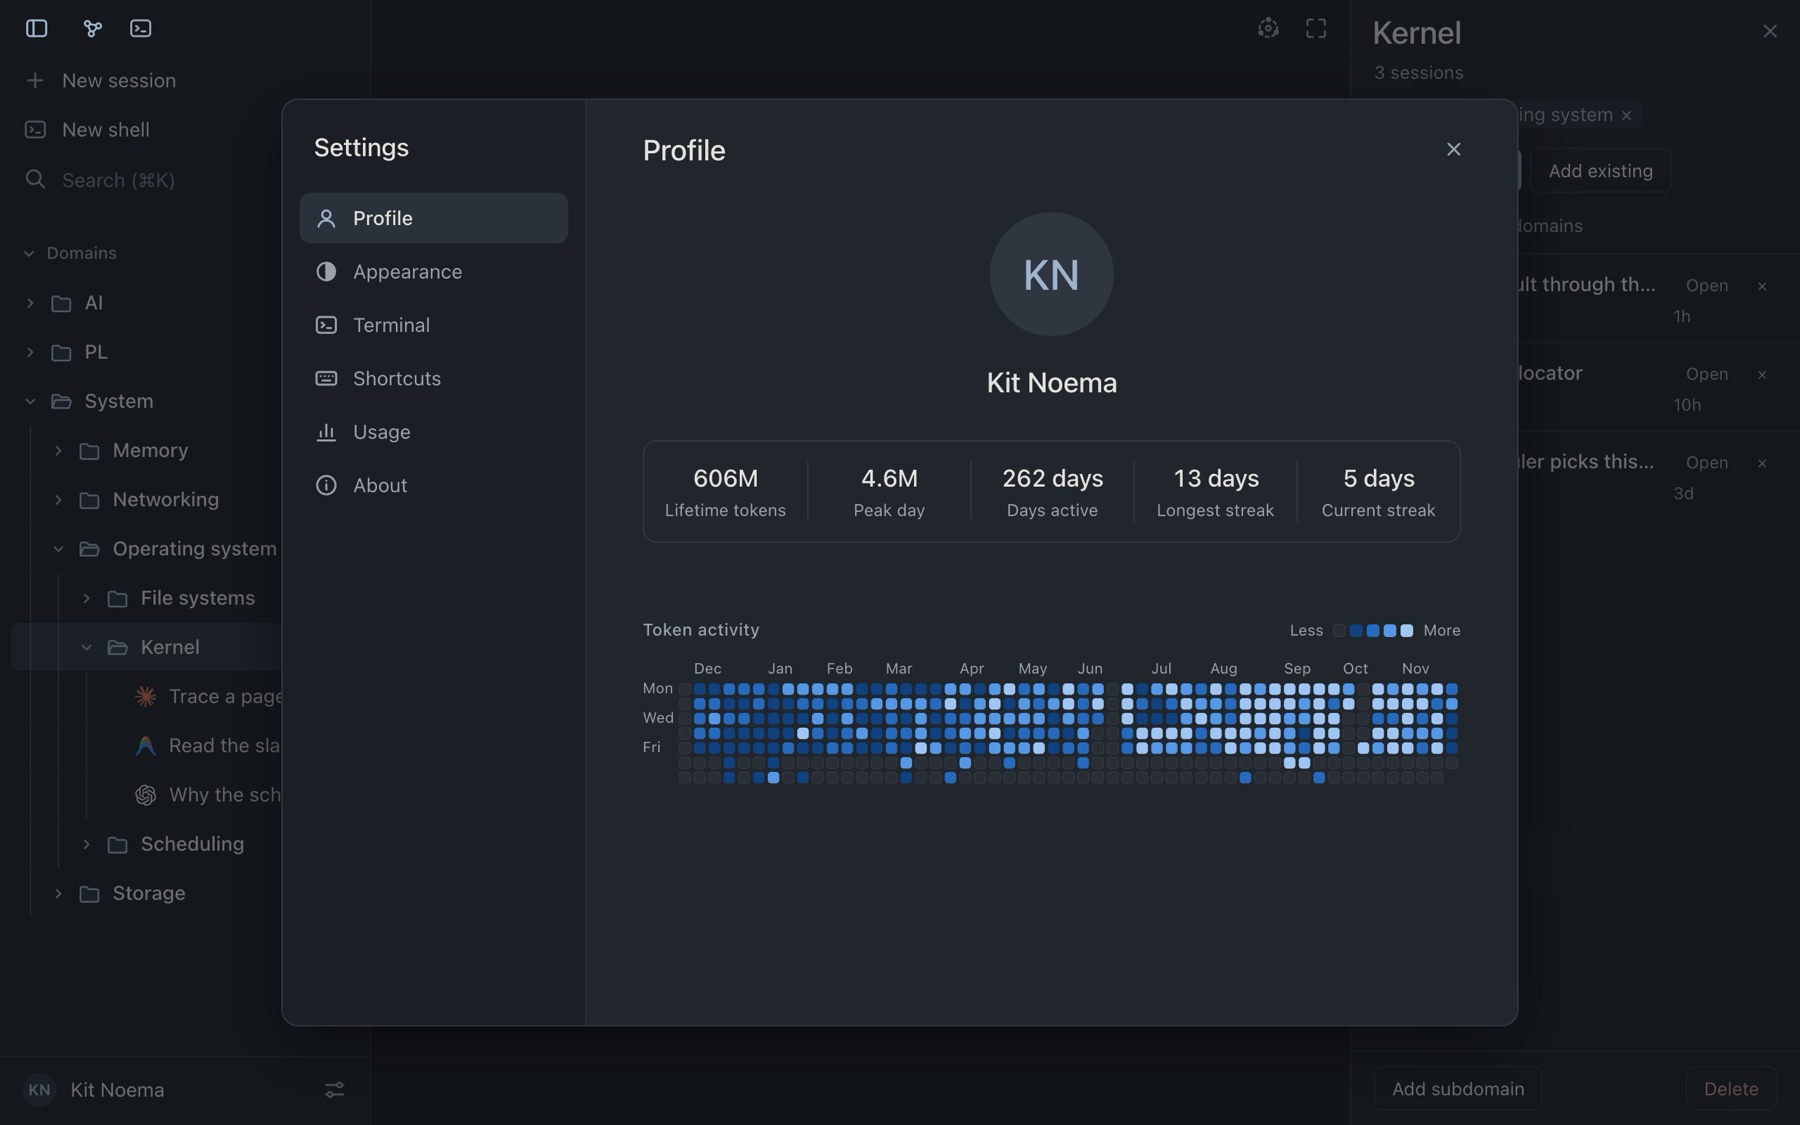 New session
New shell
Search (⌘K)
Domains
AI
PL
System
Memory
Networking
Operating system
File systems
Kernel
Trace a page
Read the sla
Why the sch
Scheduling
Storage
KN
Kit Noema
Settings
Profile
Appearance
Terminal
Shortcuts
Usage
About
Profile
KN
Kit Noema
606M
Lifetime tokens
4.6M
Peak day
262 days
Days active
13 days
Longest streak
5 days
Current streak
Token activity
Less More
Dec Jan Feb Mar Apr May Jun Jul Aug Sep Oct Nov
Mon
Wed
Fri
Kernel
3 sessions
ing system ×
Add existing
domains
ult through th... Open ×
1h
locator Open ×
10h
uler picks this... Open ×
3d
Add subdomain
Delete